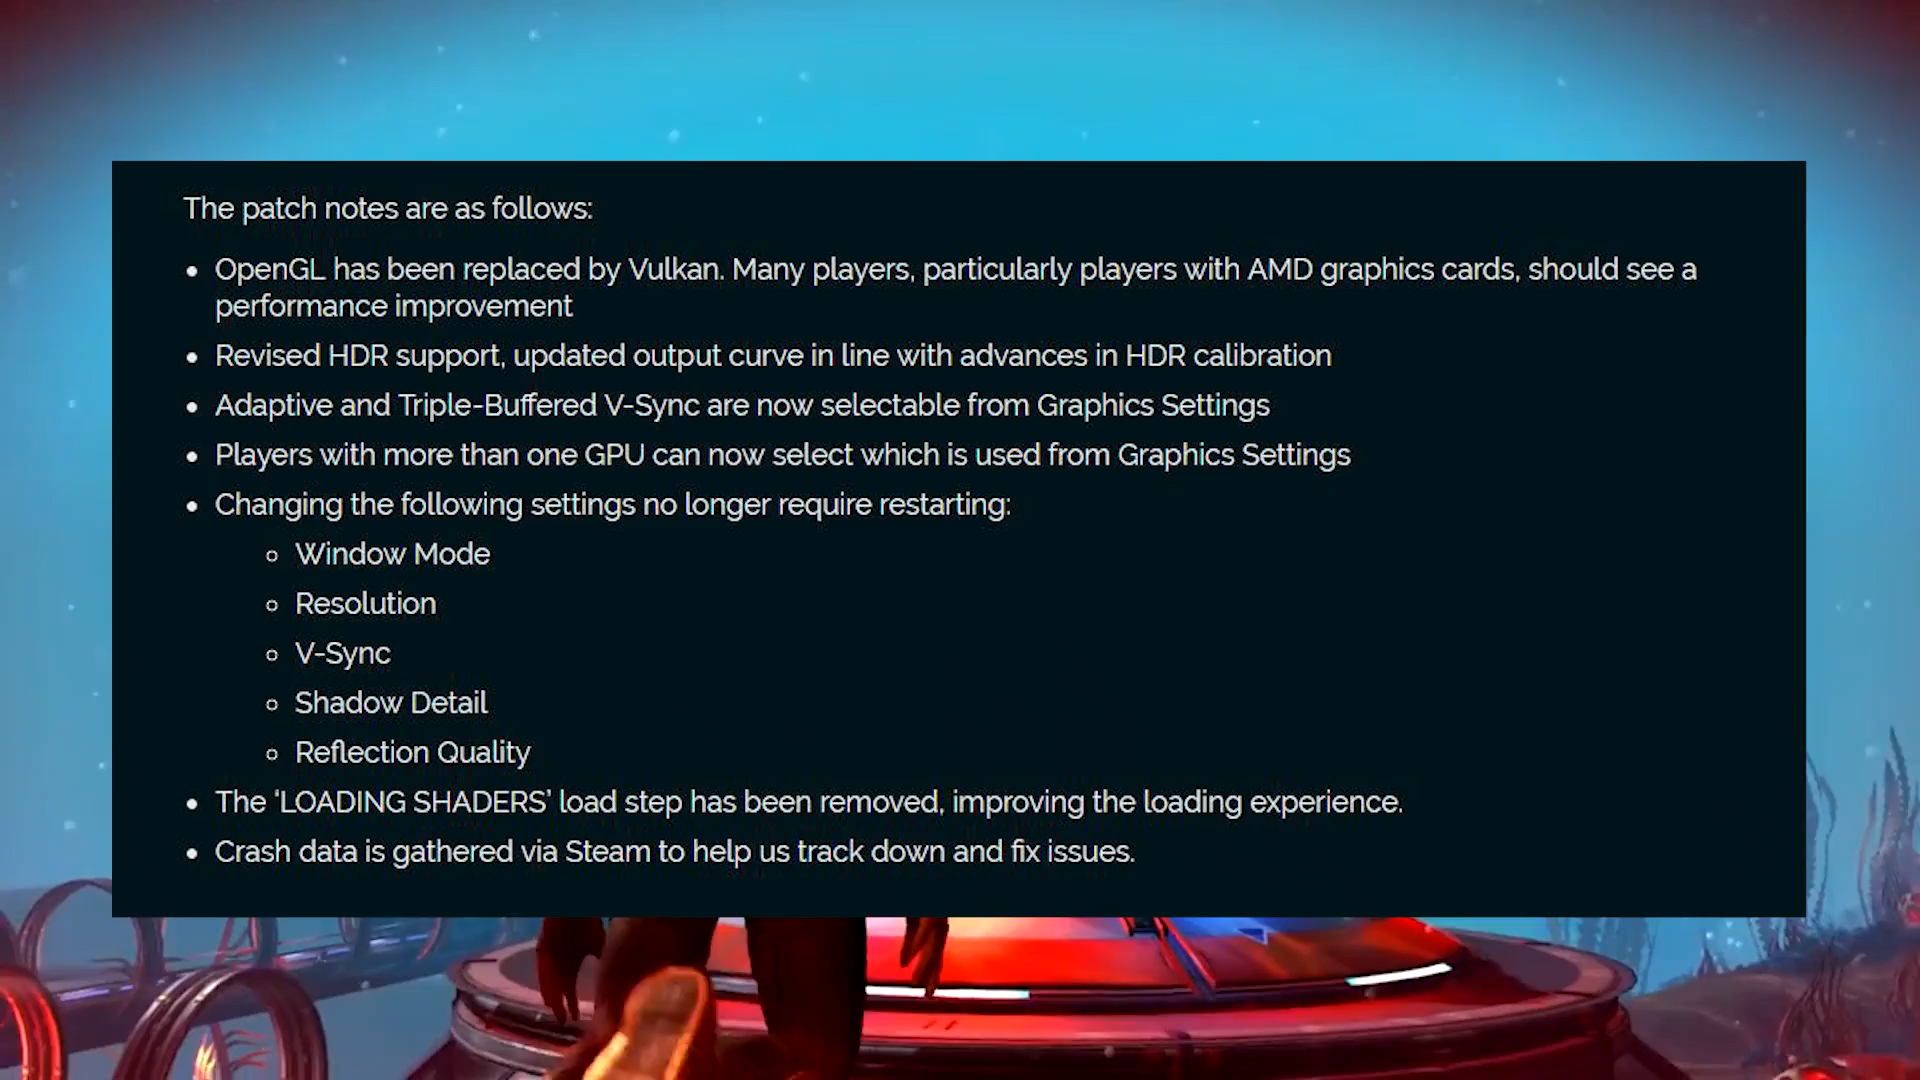 The patch notes are as follows:
• OpenGL has been replaced by Vulkan. Many players, particularly players with AMD graphics cards, should see a
performance improvement
• Revised HDR support, updated output curve in line with advances in HDR calibration
• Adaptive and Triple-Buffered V-Sync are now selectable from Graphics Settings
• Players with more than one GPU can now select which is used from Graphics Settings
• Changing the following settings no longer require restarting:
◦ Window Mode
◦ Resolution
◦ V-Sync
◦ Shadow Detail
◦ Reflection Quality
• The ‘LOADING SHADERS’ load step has been removed, improving the loading experience.
• Crash data is gathered via Steam to help us track down and fix issues.